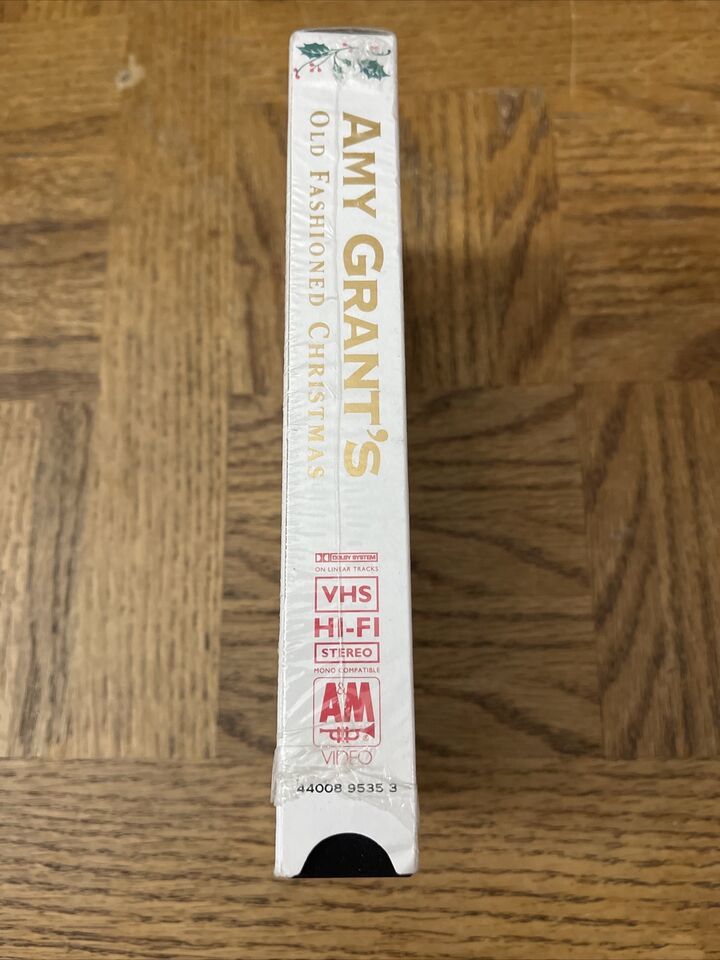 AMY GRANT'S
OLD FASHIONED CHRISTMAS
DOLBY SYSTEM
ON LINEAR TRACKS
VHS
HI-FI
STEREO
MONO COMPATIBLE
A&M
VIDEO
44008 9535 3